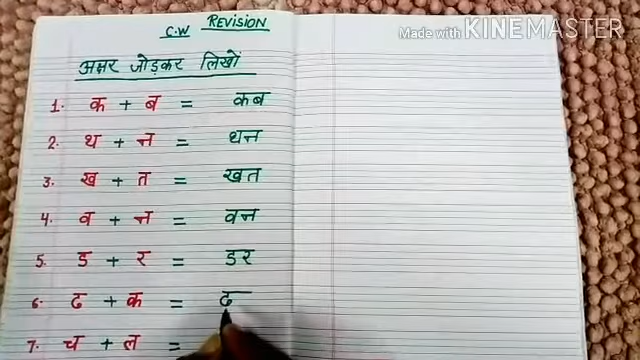 Made with KINEMASTER
C.W REVISION
अक्षर जोड़कर लिखों
1. क + ब = कब
2. थ + न = थन
3. ख + त = खत
4. व + न = वन
5. ड + र = डर
6. ढ + क = ढ
7. च + ल =